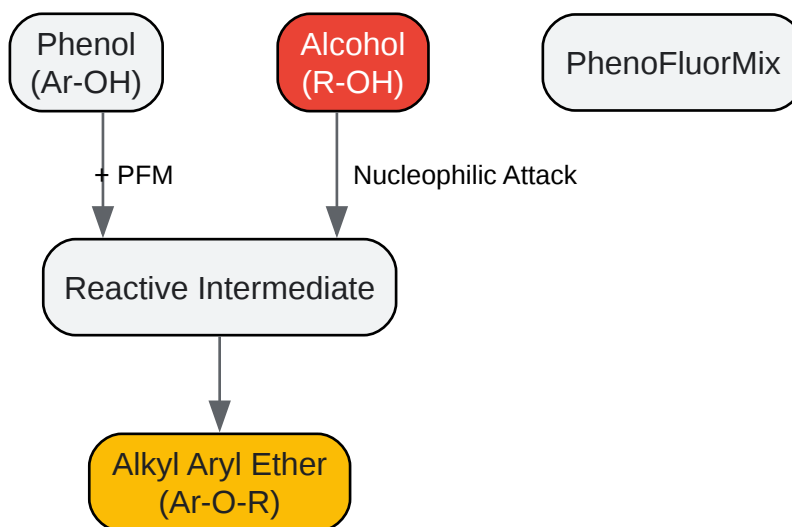 Phenol
(Ar-OH)
Alcohol
(R-OH)
PhenoFluorMix
+ PFM
Nucleophilic Attack
Reactive Intermediate
Alkyl Aryl Ether
(Ar-O-R)